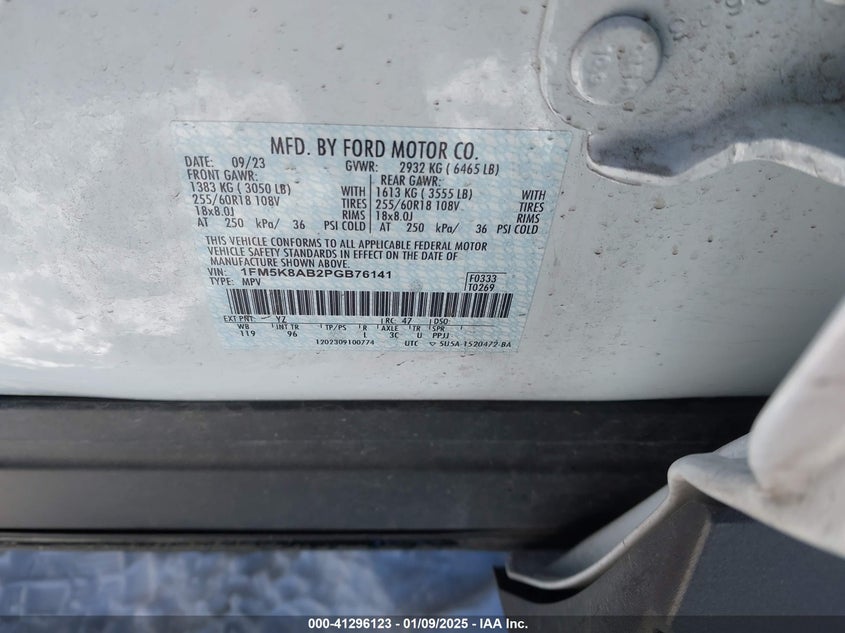 MFD. BY FORD MOTOR CO.
DATE: 09/23 GVWR: 2932 KG ( 6465 LB)
FRONT GAWR: REAR GAWR:
1383 KG ( 3050 LB) WITH 1613 KG ( 3555 LB) WITH
255/60R18 108V TIRES 255/60R18 108V TIRES
18x8.0J RIMS 18x8.0J RIMS
AT 250 kPa/ 36 PSI COLD AT 250 kPa/ 36 PSI COLD
THIS VEHICLE CONFORMS TO ALL APPLICABLE FEDERAL MOTOR
VEHICLE SAFETY STANDARDS IN EFFECT ON THE DATE OF
MANUFACTURE SHOWN ABOVE.
VIN: 1FM5K8AB2PGB76141 F0333
TYPE: MPV T0269
EXT PNT: YZ RC: 47 DSO:
WB INT TR TP/PS R AXLE TR SPR
119 96 L 3C U PPJJ
1202309100774 UTC 5U5A-1520472-BA
000-41296123 | 01/09/2025 | IAA Inc.